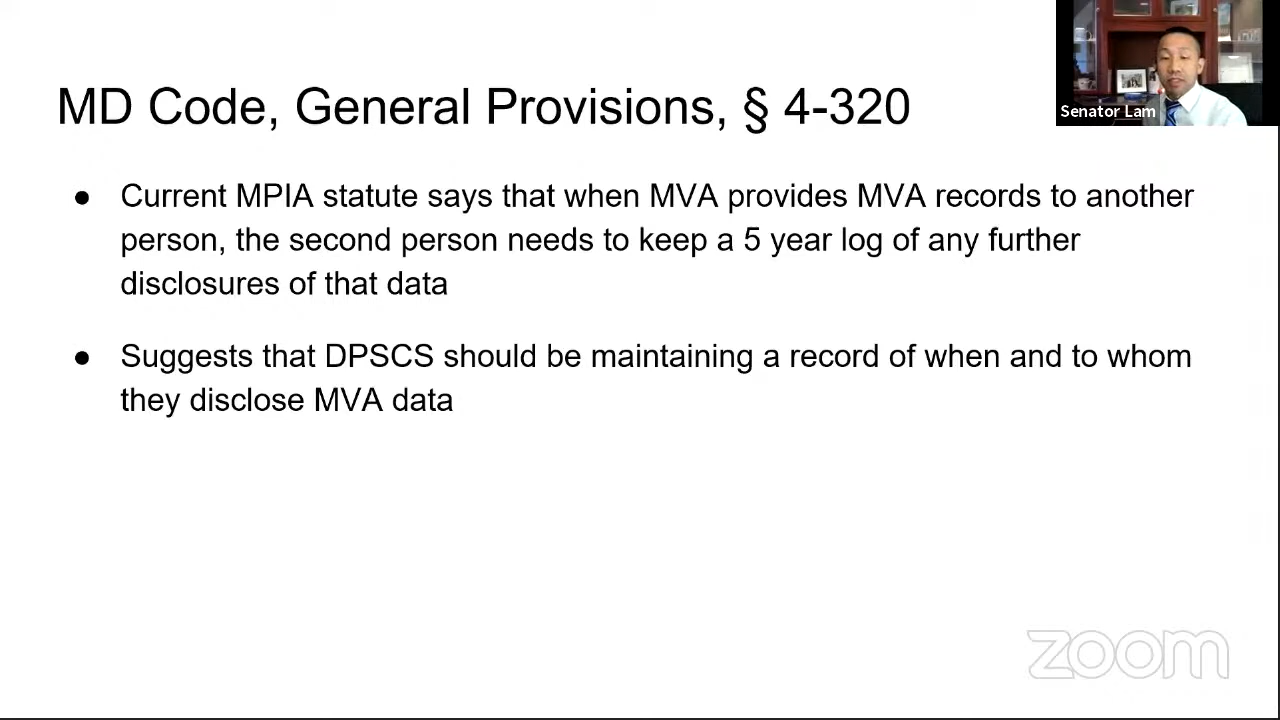 MD Code, General Provisions, § 4-320
Senator Lam
● Current MPIA statute says that when MVA provides MVA records to another
person, the second person needs to keep a 5 year log of any further
disclosures of that data
● Suggests that DPSCS should be maintaining a record of when and to whom
they disclose MVA data
zoom